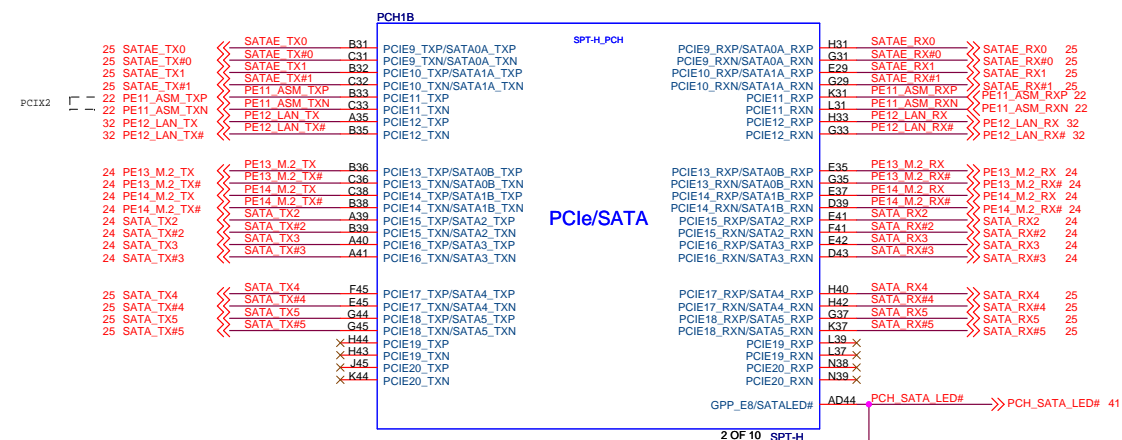 PCH1B
SPT-H_PCH
25 SATAE_TX0 SATAE_TX0 B31 PCIE9_TXP/SATA0A_TXP PCIE9_RXP/SATA0A_RXP H31 SATAE_RX0 SATAE_RX0 25
25 SATAE_TX#0 SATAE_TX#0 C31 PCIE9_TXN/SATA0A_TXN PCIE9_RXN/SATA0A_RXN G31 SATAE_RX#0 SATAE_RX#0 25
25 SATAE_TX1 SATAE_TX1 B32 PCIE10_TXP/SATA1A_TXP PCIE10_RXP/SATA1A_RXP E29 SATAE_RX1 SATAE_RX1 25
25 SATAE_TX#1 SATAE_TX#1 C32 PCIE10_TXN/SATA1A_TXN PCIE10_RXN/SATA1A_RXN G29 SATAE_RX#1 SATAE_RX#1 25
PCIX2 22 PE11_ASM_TXP PE11_ASM_TXP B33 PCIE11_TXP PCIE11_RXP K31 PE11_ASM_RXP PE11_ASM_RXP 22
22 PE11_ASM_TXN PE11_ASM_TXN C33 PCIE11_TXN PCIE11_RXN L31 PE11_ASM_RXN PE11_ASM_RXN 22
32 PE12_LAN_TX PE12_LAN_TX A35 PCIE12_TXP PCIE12_RXP H33 PE12_LAN_RX PE12_LAN_RX 32
32 PE12_LAN_TX# PE12_LAN_TX# B35 PCIE12_TXN PCIE12_RXN G33 PE12_LAN_RX# PE12_LAN_RX# 32
24 PE13_M.2_TX PE13_M.2_TX B36 PCIE13_TXP/SATA0B_TXP PCIE13_RXP/SATA0B_RXP E35 PE13_M.2_RX PE13_M.2_RX 24
24 PE13_M.2_TX# PE13_M.2_TX# C36 PCIE13_TXN/SATA0B_TXN PCIE13_RXN/SATA0B_RXN G35 PE13_M.2_RX# PE13_M.2_RX# 24
24 PE14_M.2_TX PE14_M.2_TX C38 PCIE14_TXP/SATA1B_TXP PCIE14_RXP/SATA1B_RXP E37 PE14_M.2_RX PE14_M.2_RX 24
24 PE14_M.2_TX# PE14_M.2_TX# B38 PCIE14_TXN/SATA1B_TXN PCIE14_RXN/SATA1B_RXN D39 PE14_M.2_RX# PE14_M.2_RX# 24
24 SATA_TX2 SATA_TX2 A39 PCIE15_TXP/SATA2_TXP PCIe/SATA PCIE15_RXP/SATA2_RXP E41 SATA_RX2 SATA_RX2 24
24 SATA_TX#2 SATA_TX#2 B39 PCIE15_TXN/SATA2_TXN PCIE15_RXN/SATA2_RXN F41 SATA_RX#2 SATA_RX#2 24
24 SATA_TX3 SATA_TX3 A40 PCIE16_TXP/SATA3_TXP PCIE16_RXP/SATA3_RXP E42 SATA_RX3 SATA_RX3 24
24 SATA_TX#3 SATA_TX#3 A41 PCIE16_TXN/SATA3_TXN PCIE16_RXN/SATA3_RXN D43 SATA_RX#3 SATA_RX#3 24
25 SATA_TX4 SATA_TX4 F45 PCIE17_TXP/SATA4_TXP PCIE17_RXP/SATA4_RXP H40 SATA_RX4 SATA_RX4 25
25 SATA_TX#4 SATA_TX#4 E45 PCIE17_TXN/SATA4_TXN PCIE17_RXN/SATA4_RXN H42 SATA_RX#4 SATA_RX#4 25
25 SATA_TX5 SATA_TX5 G44 PCIE18_TXP/SATA5_TXP PCIE18_RXP/SATA5_RXP G37 SATA_RX5 SATA_RX5 25
25 SATA_TX#5 SATA_TX#5 G45 PCIE18_TXN/SATA5_TXN PCIE18_RXN/SATA5_RXN K37 SATA_RX#5 SATA_RX#5 25
H44 PCIE19_TXP PCIE19_RXP L39
H43 PCIE19_TXN PCIE19_RXN L37
J45 PCIE20_TXP PCIE20_RXP N38
K44 PCIE20_TXN PCIE20_RXN N39
GPP_E8/SATALED# AD44 PCH_SATA_LED# PCH_SATA_LED# 41
2 OF 10 SPT-H